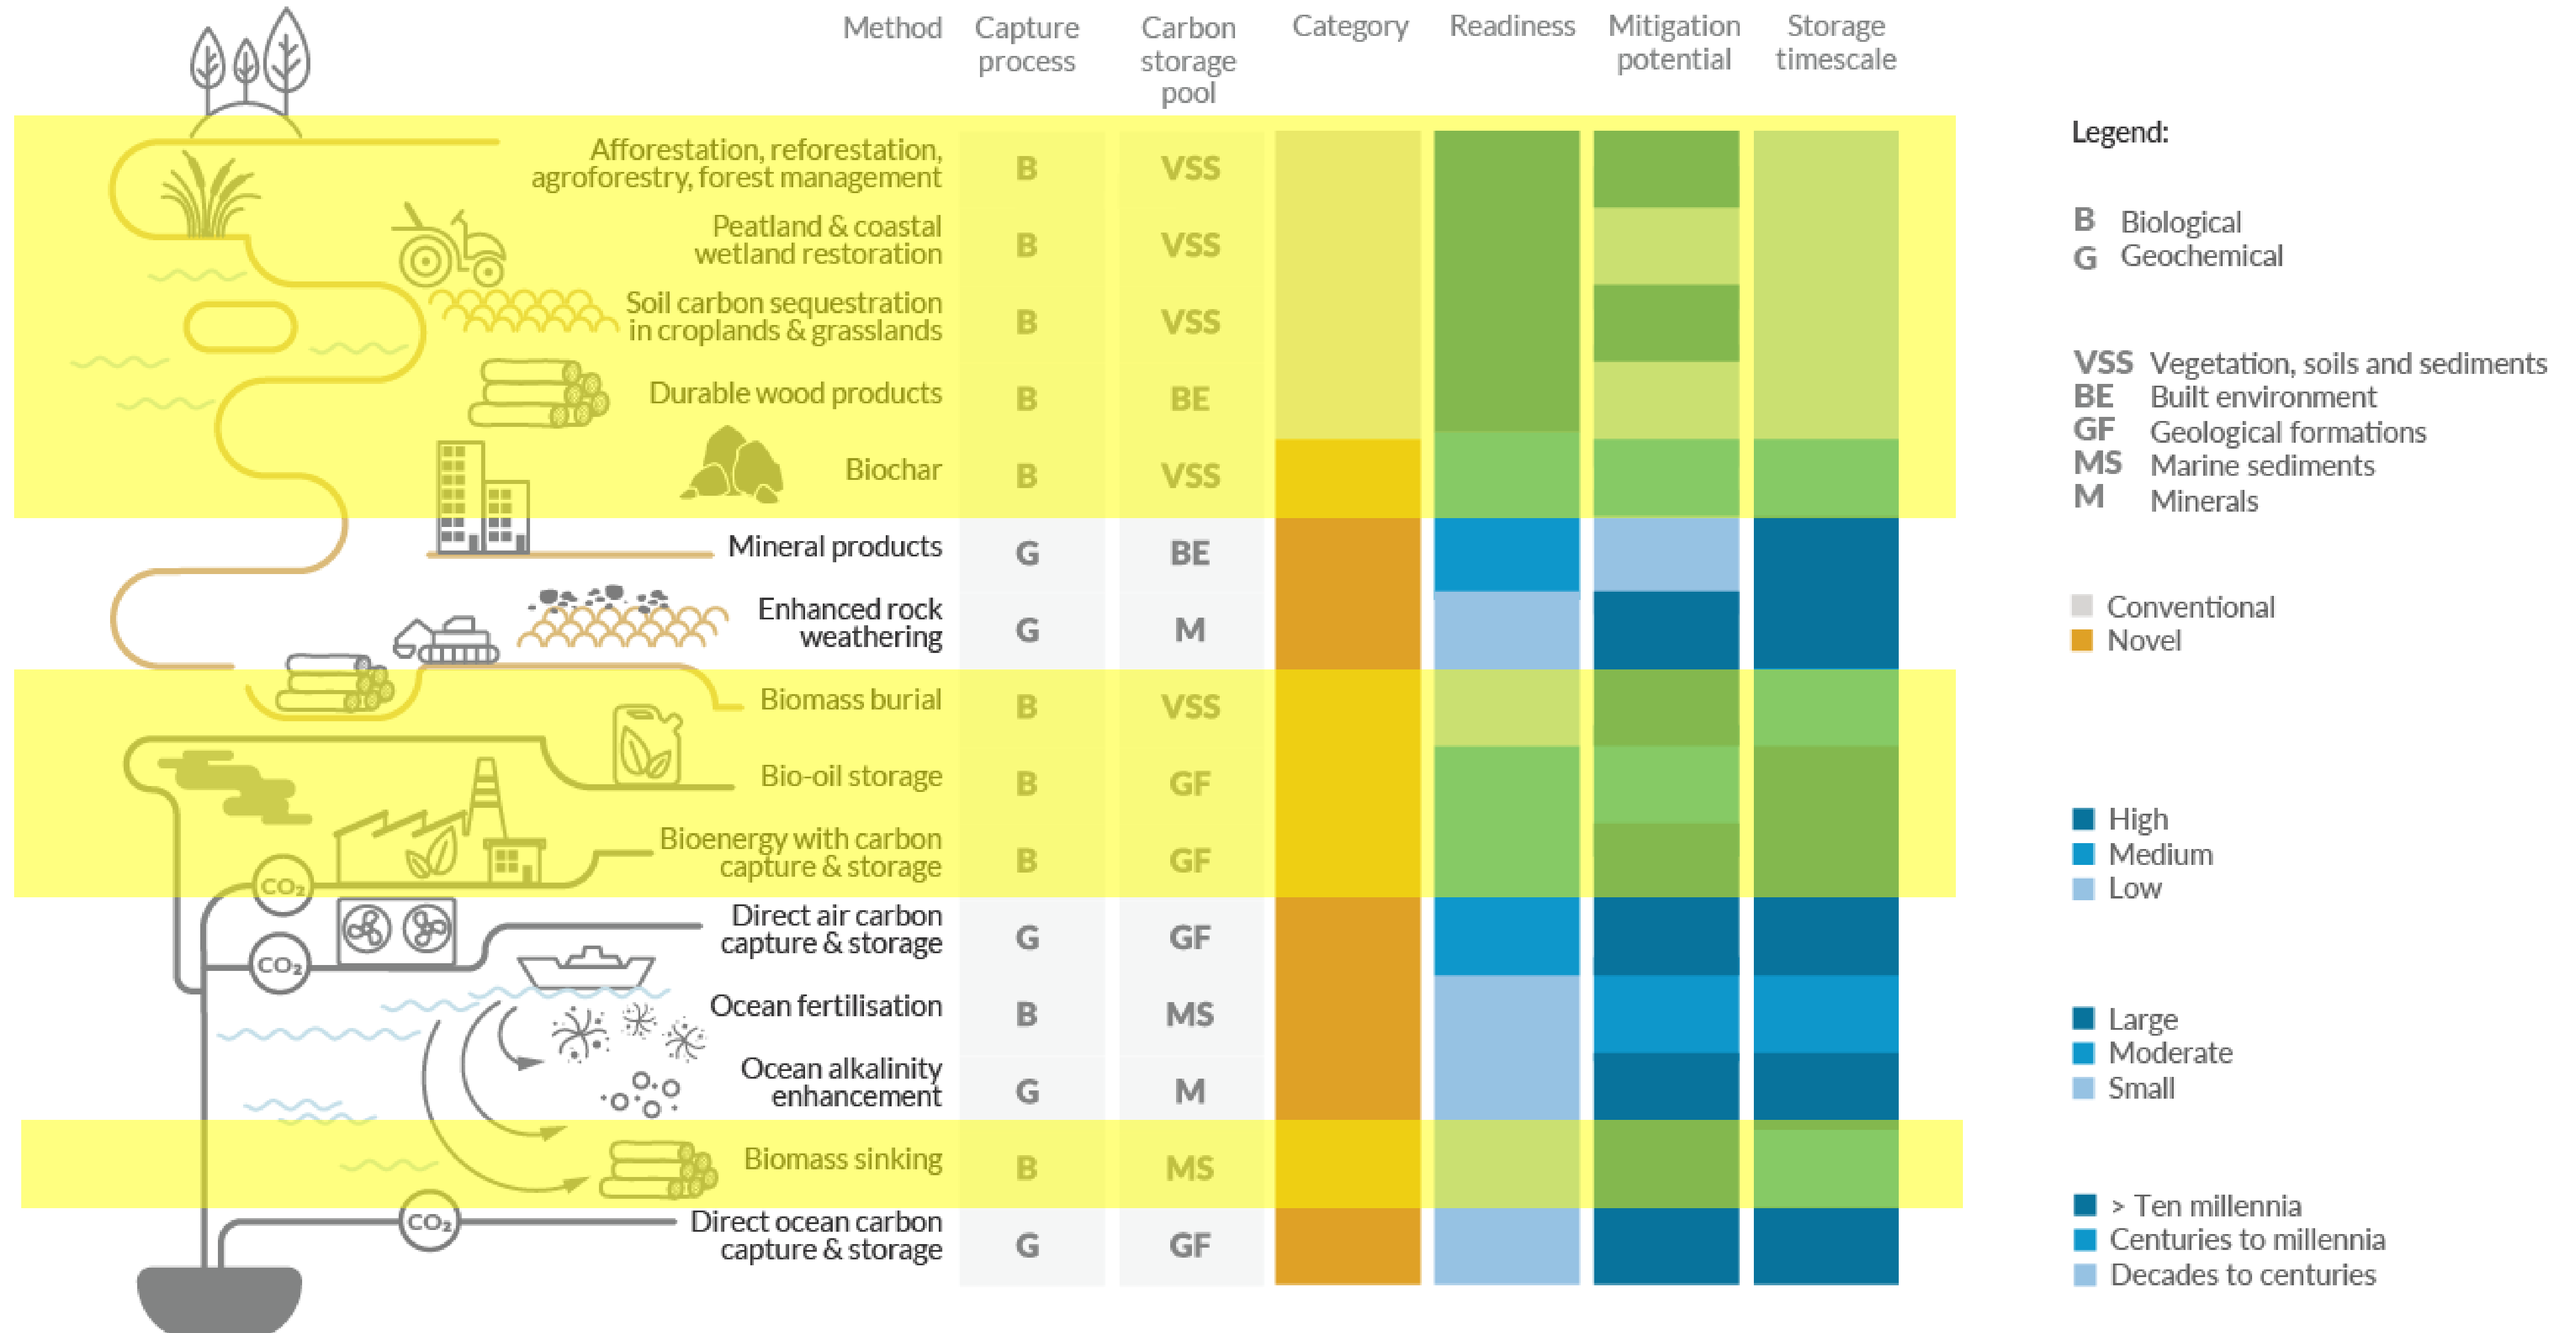 Method
Capture
process
Carbon
storage
pool
Category
Readiness
Mitigation
potential
Storage
timescale
Afforestation, reforestation,
agroforestry, forest management
B
VSS
Peatland & coastal
wetland restoration
B
VSS
Soil carbon sequestration
in croplands & grasslands
B
VSS
Durable wood products
B
BE
Biochar
B
VSS
Mineral products
G
BE
Enhanced rock
weathering
G
M
Biomass burial
B
VSS
Bio-oil storage
B
GF
Bioenergy with carbon
capture & storage
B
GF
CO₂
Direct air carbon
capture & storage
G
GF
CO₂
Ocean fertilisation
B
MS
Ocean alkalinity
enhancement
G
M
Biomass sinking
B
MS
CO₂
Direct ocean carbon
capture & storage
G
GF
Legend:
B Biological
G Geochemical
VSS Vegetation, soils and sediments
BE Built environment
GF Geological formations
MS Marine sediments
M Minerals
Conventional
Novel
High
Medium
Low
Large
Moderate
Small
> Ten millennia
Centuries to millennia
Decades to centuries